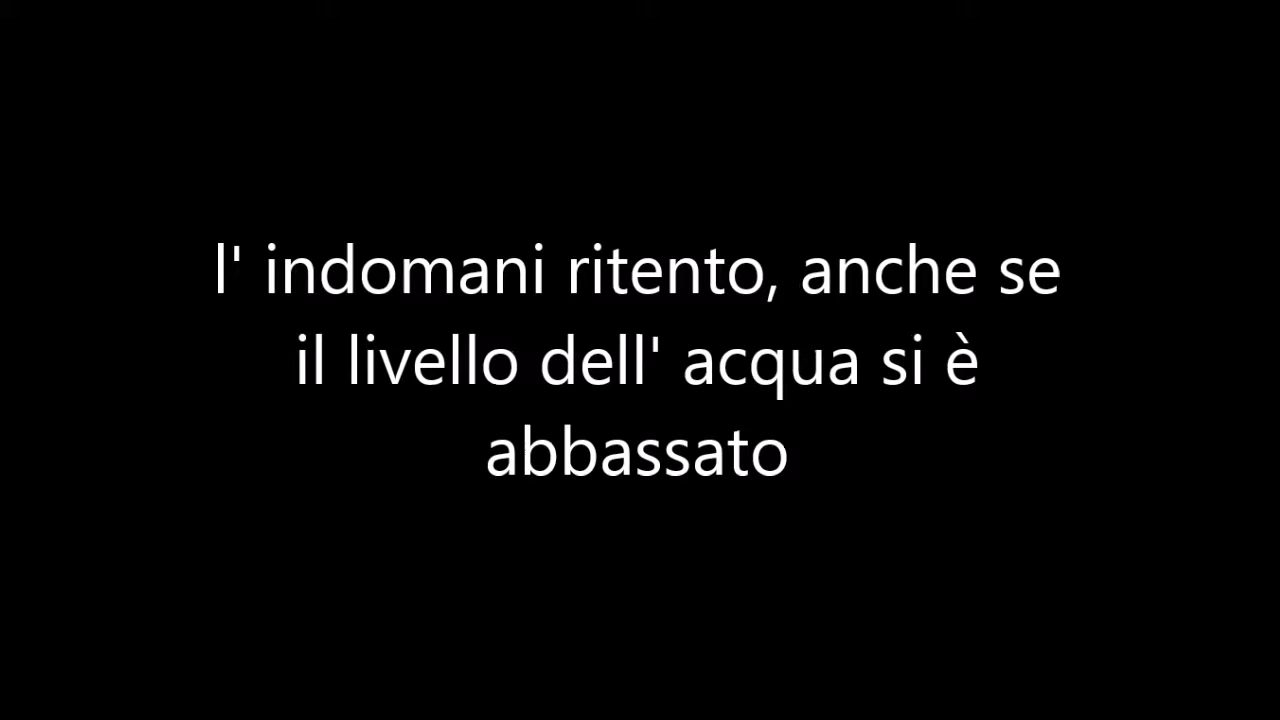 l' indomani ritento, anche se
il livello dell' acqua si è
abbassato